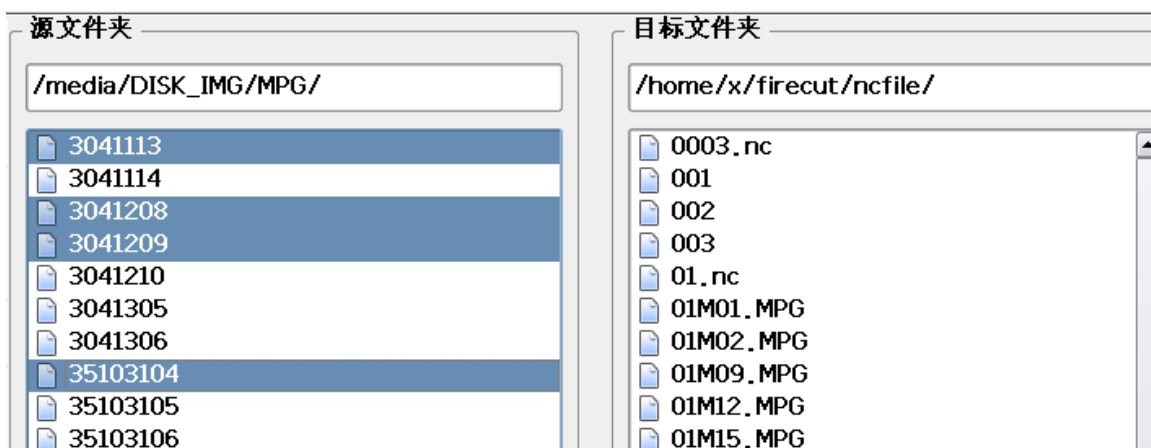 源文件夹
/media/DISK_IMG/MPG/
3041113
3041114
3041208
3041209
3041210
3041305
3041306
35103104
35103105
35103106
目标文件夹
/home/x/firecut/ncfile/
0003.nc
001
002
003
01.nc
01M01.MPG
01M02.MPG
01M09.MPG
01M12.MPG
01M15.MPG